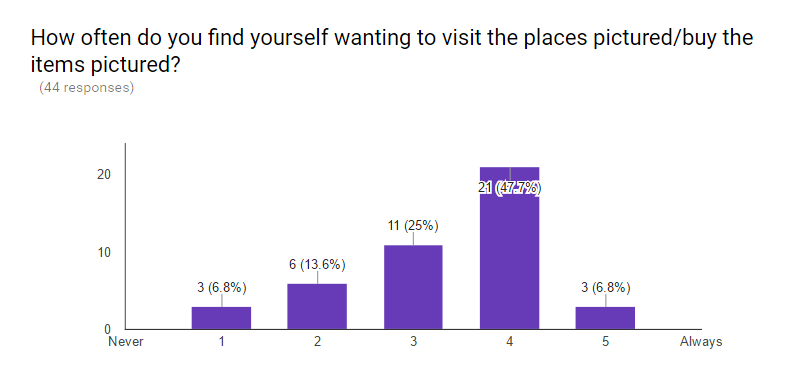 How often do you find yourself wanting to visit the places pictured/buy the
items pictured?
(44 responses)
20
10
0
3 (6.8%)
6 (13.6%)
11 (25%)
21 (47.7%)
3 (6.8%)
Never 1 2 3 4 5 Always